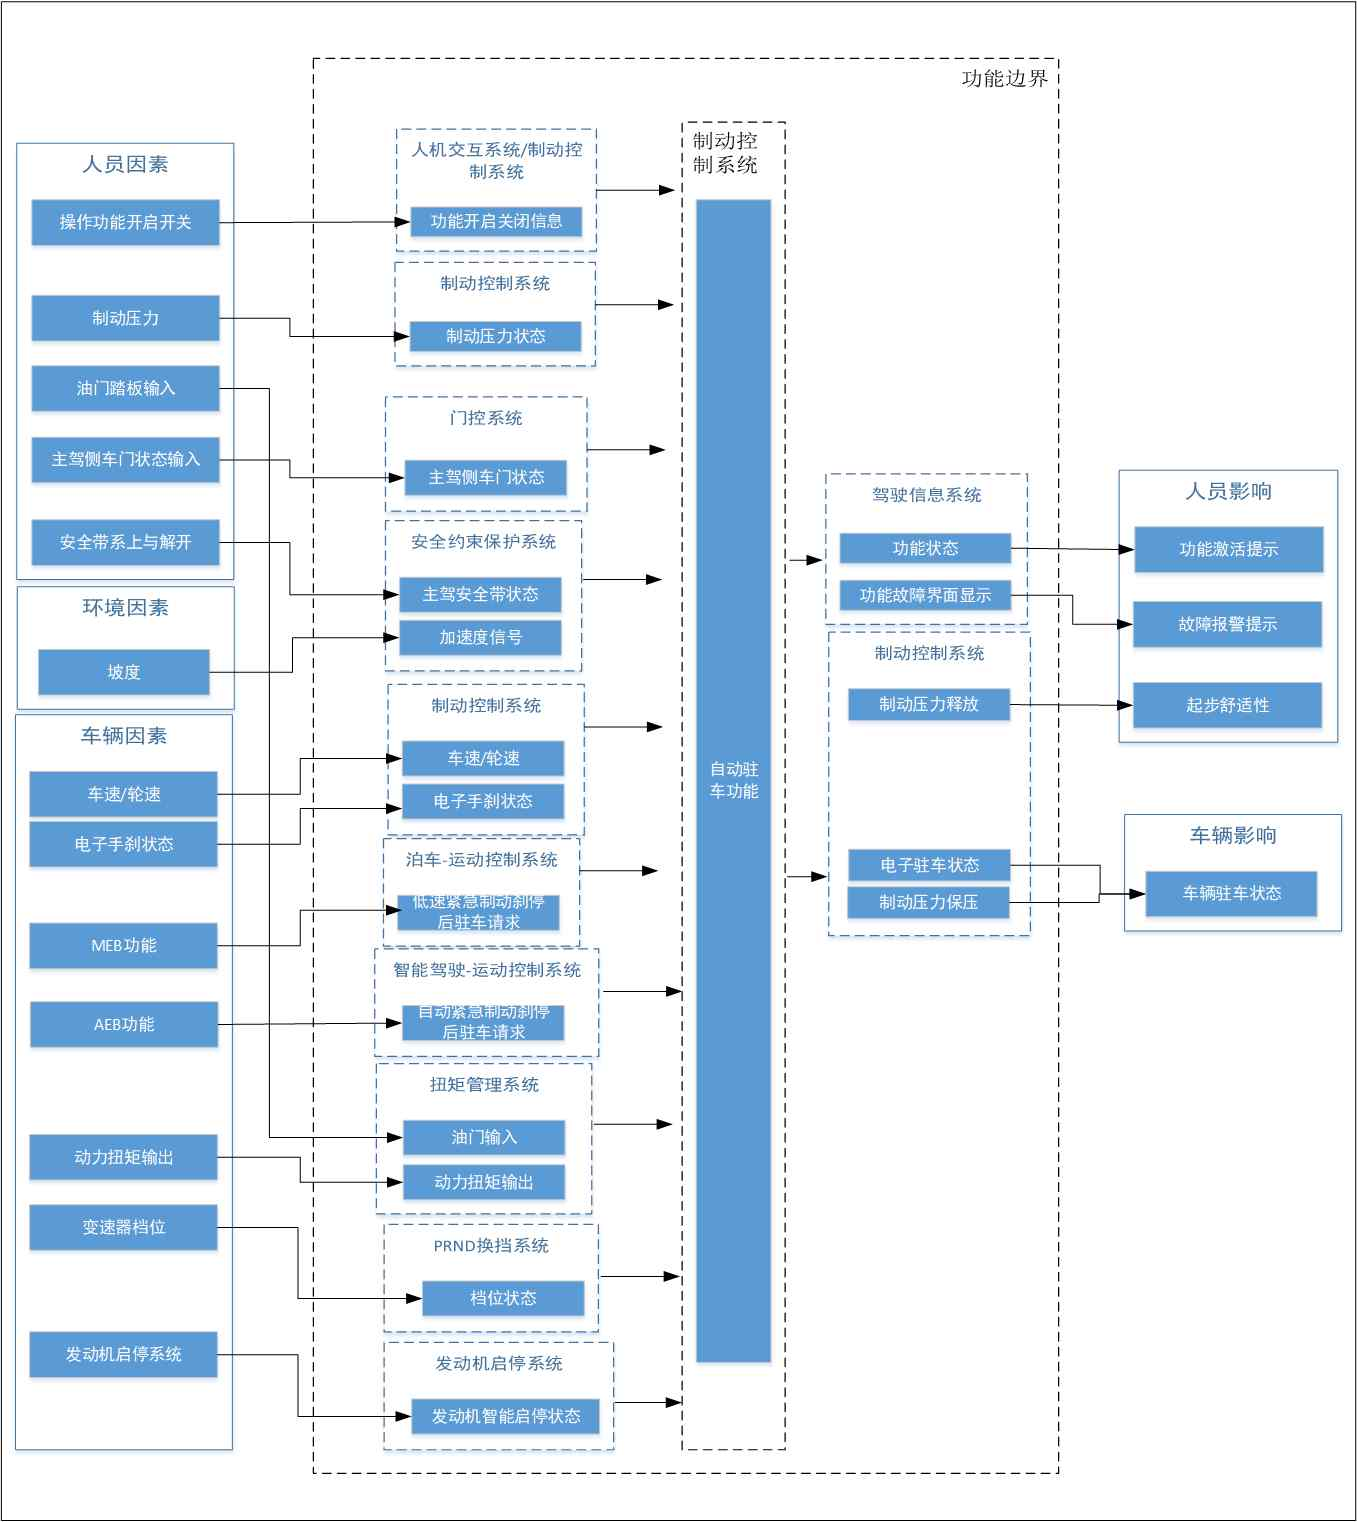 功能边界
人员因素
操作功能开启开关
制动压力
油门踏板输入
主驾侧车门状态输入
安全带系上与解开
环境因素
坡度
车辆因素
车速/轮速
电子手刹状态
MEB功能
AEB功能
动力扭矩输出
变速器档位
发动机启停系统
人机交互系统/制动控
制系统
功能开启关闭信息
制动控制系统
制动压力状态
门控系统
主驾侧车门状态
安全约束保护系统
主驾安全带状态
加速度信号
制动控制系统
车速/轮速
电子手刹状态
泊车-运动控制系统
低速紧急制动刹停
后驻车请求
智能驾驶-运动控制系统
自动紧急制动刹停
后驻车请求
扭矩管理系统
油门输入
动力扭矩输出
PRND换挡系统
档位状态
发动机启停系统
发动机智能启停状态
制动控
制系统
自动驻
车功能
驾驶信息系统
功能状态
功能故障界面显示
制动控制系统
制动压力释放
电子驻车状态
制动压力保压
人员影响
功能激活提示
故障报警提示
起步舒适性
车辆影响
车辆驻车状态